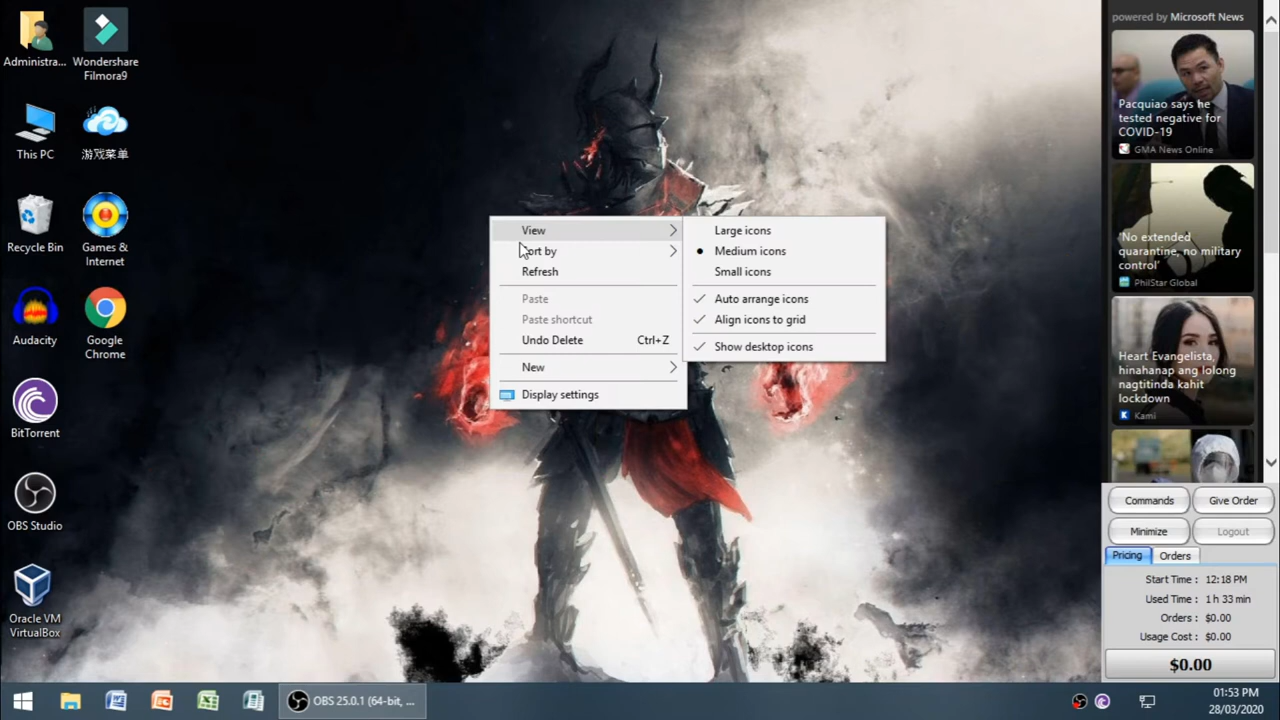 Administra...
Wondershare
Filmora9
This PC
游戏菜单
Recycle Bin
Games &
Internet
Audacity
Google
Chrome
BitTorrent
OBS Studio
Oracle VM
VirtualBox
View
Sort by
Refresh
Paste
Paste shortcut
Undo Delete Ctrl+Z
New
Display settings
Large icons
Medium icons
Small icons
Auto arrange icons
Align icons to grid
Show desktop icons
powered by Microsoft News
Pacquiao says he
tested negative for
COVID-19
GMA News Online
'No extended
quarantine, no military
control'
PhilStar Global
Heart Evangelista,
hinahanap ang lolong
nagtitinda kahit
lockdown
Kami
Commands Give Order
Minimize Logout
Pricing Orders
Start Time : 12:18 PM
Used Time : 1 h 33 min
Orders : $0.00
Usage Cost : $0.00
$0.00
OBS 25.0.1 (64-bit, ...
01:53 PM
28/03/2020